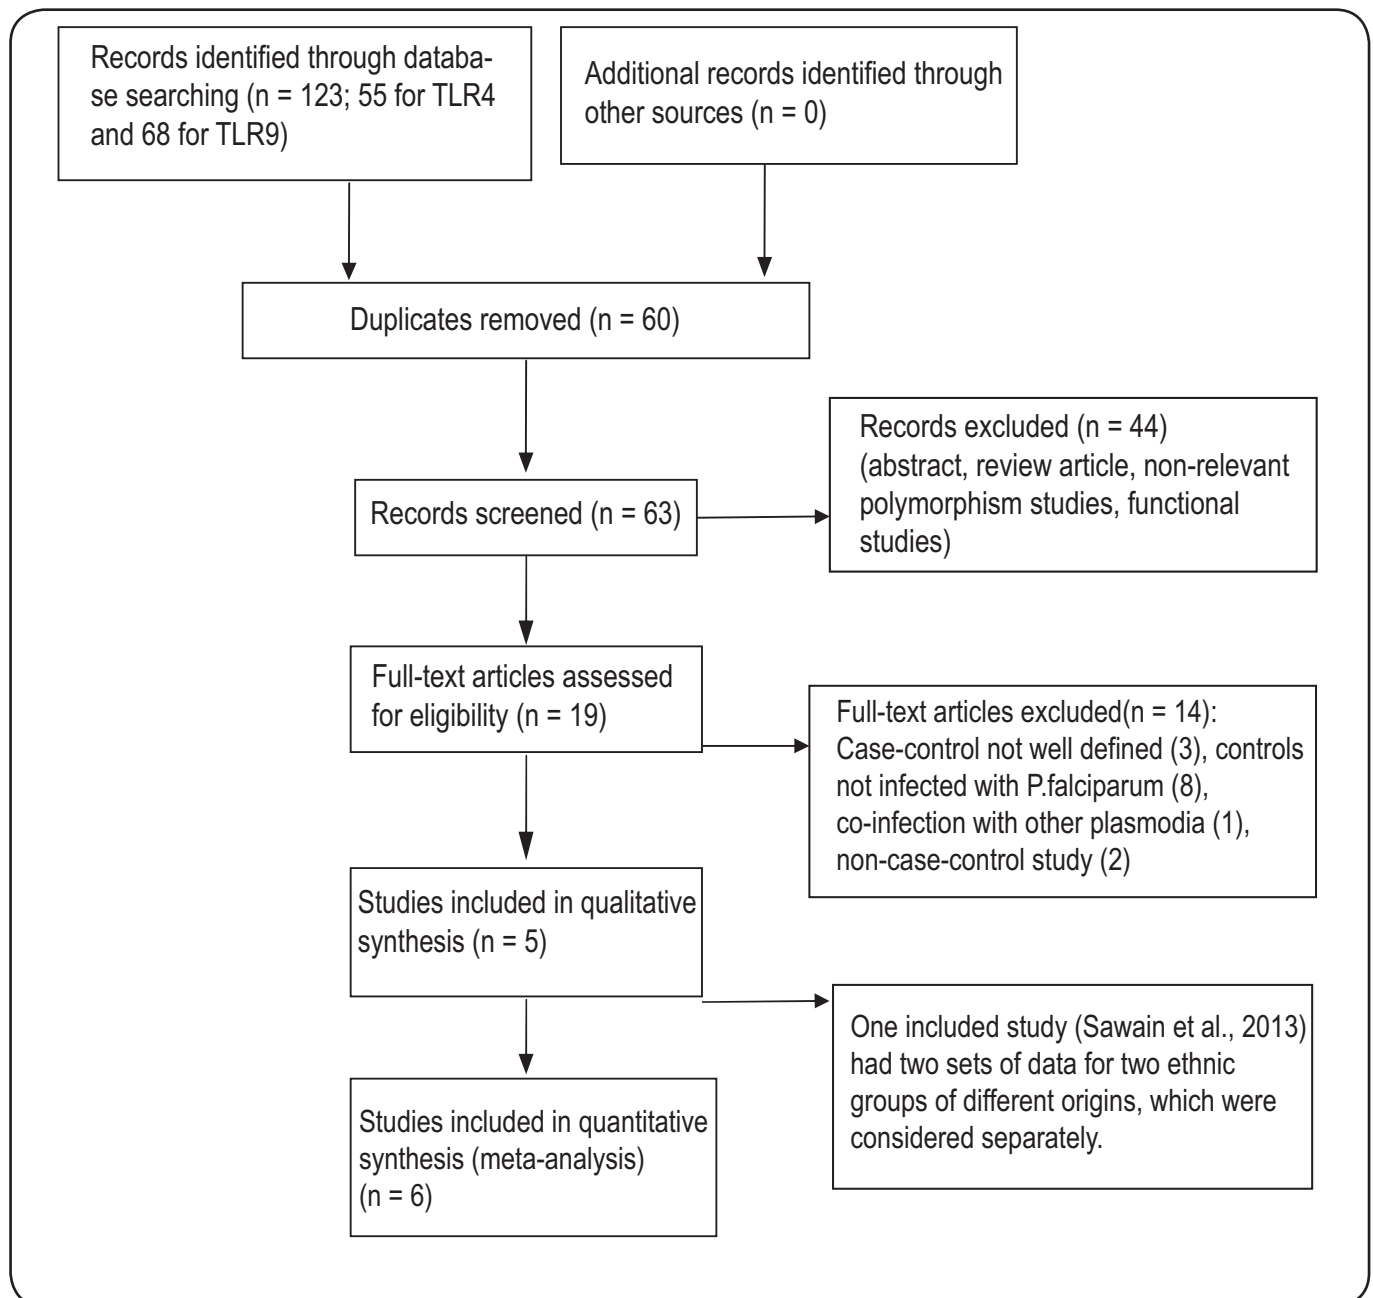 Records identified through databa-
se searching (n = 123; 55 for TLR4
and 68 for TLR9)
Additional records identified through
other sources (n = 0)
Duplicates removed (n = 60)
Records screened (n = 63)
Records excluded (n = 44)
(abstract, review article, non-relevant
polymorphism studies, functional
studies)
Full-text articles assessed
for eligibility (n = 19)
Full-text articles excluded(n = 14):
Case-control not well defined (3), controls
not infected with P.falciparum (8),
co-infection with other plasmodia (1),
non-case-control study (2)
Studies included in qualitative
synthesis (n = 5)
One included study (Sawain et al., 2013)
had two sets of data for two ethnic
groups of different origins, which were
considered separately.
Studies included in quantitative
synthesis (meta-analysis)
(n = 6)